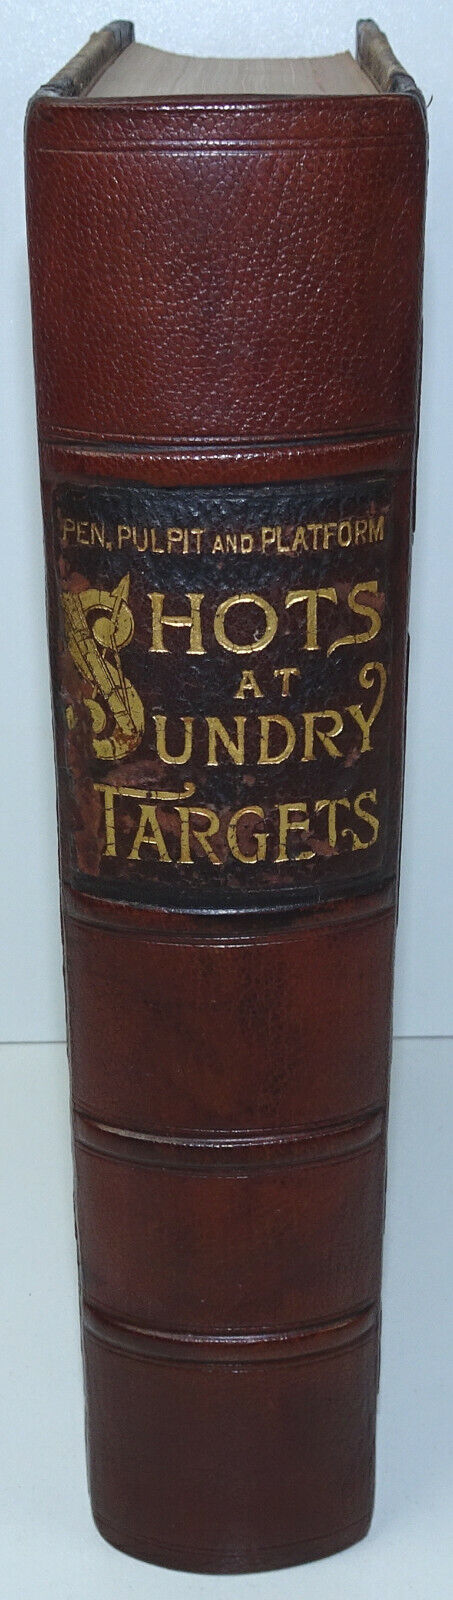 PEN, PULPIT AND PLATFORM
SHOTS
AT
SUNDRY
TARGETS